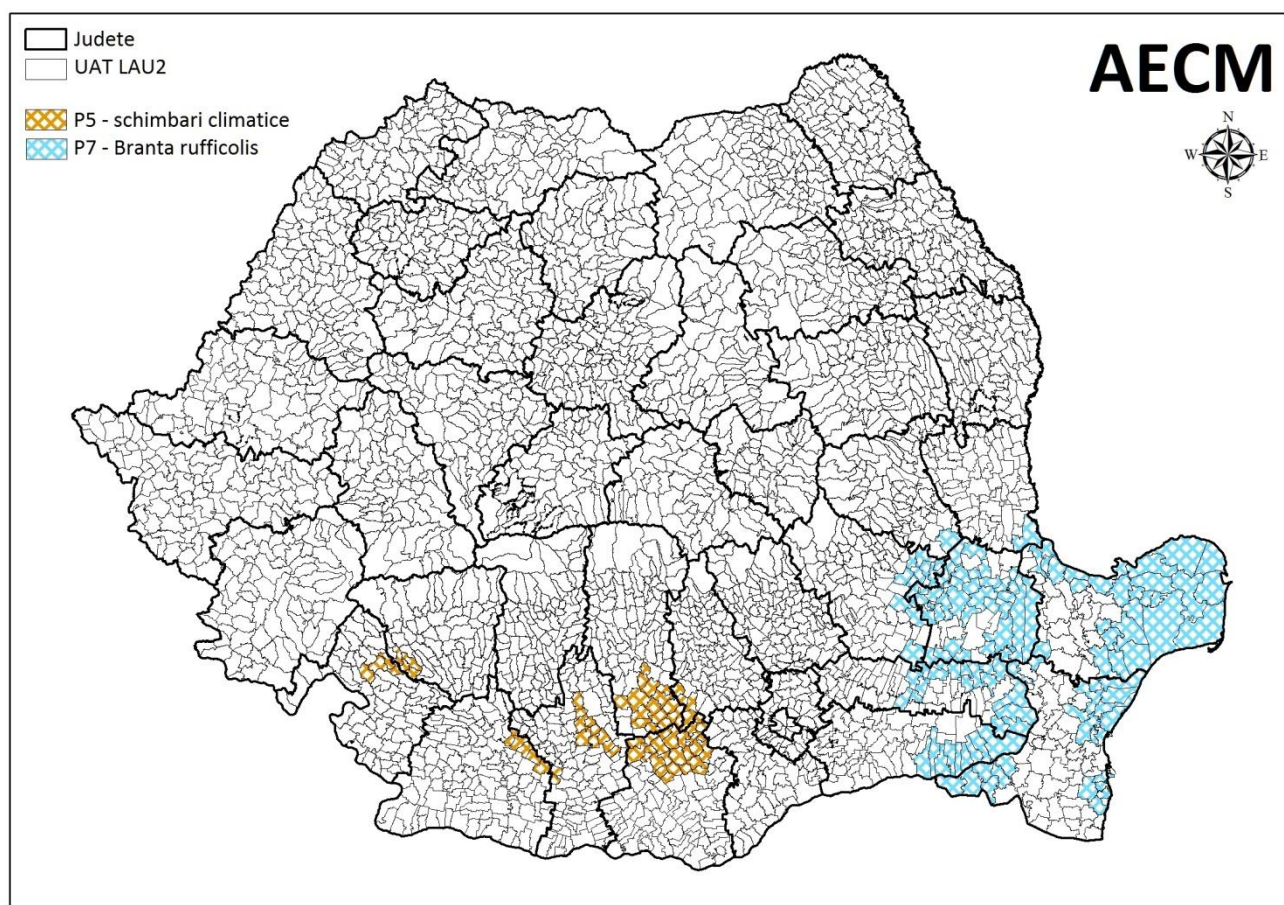 Judete
UAT LAU2
P5 - schimbari climatice
P7 - Branta rufficolis
AECM
N
W E
S